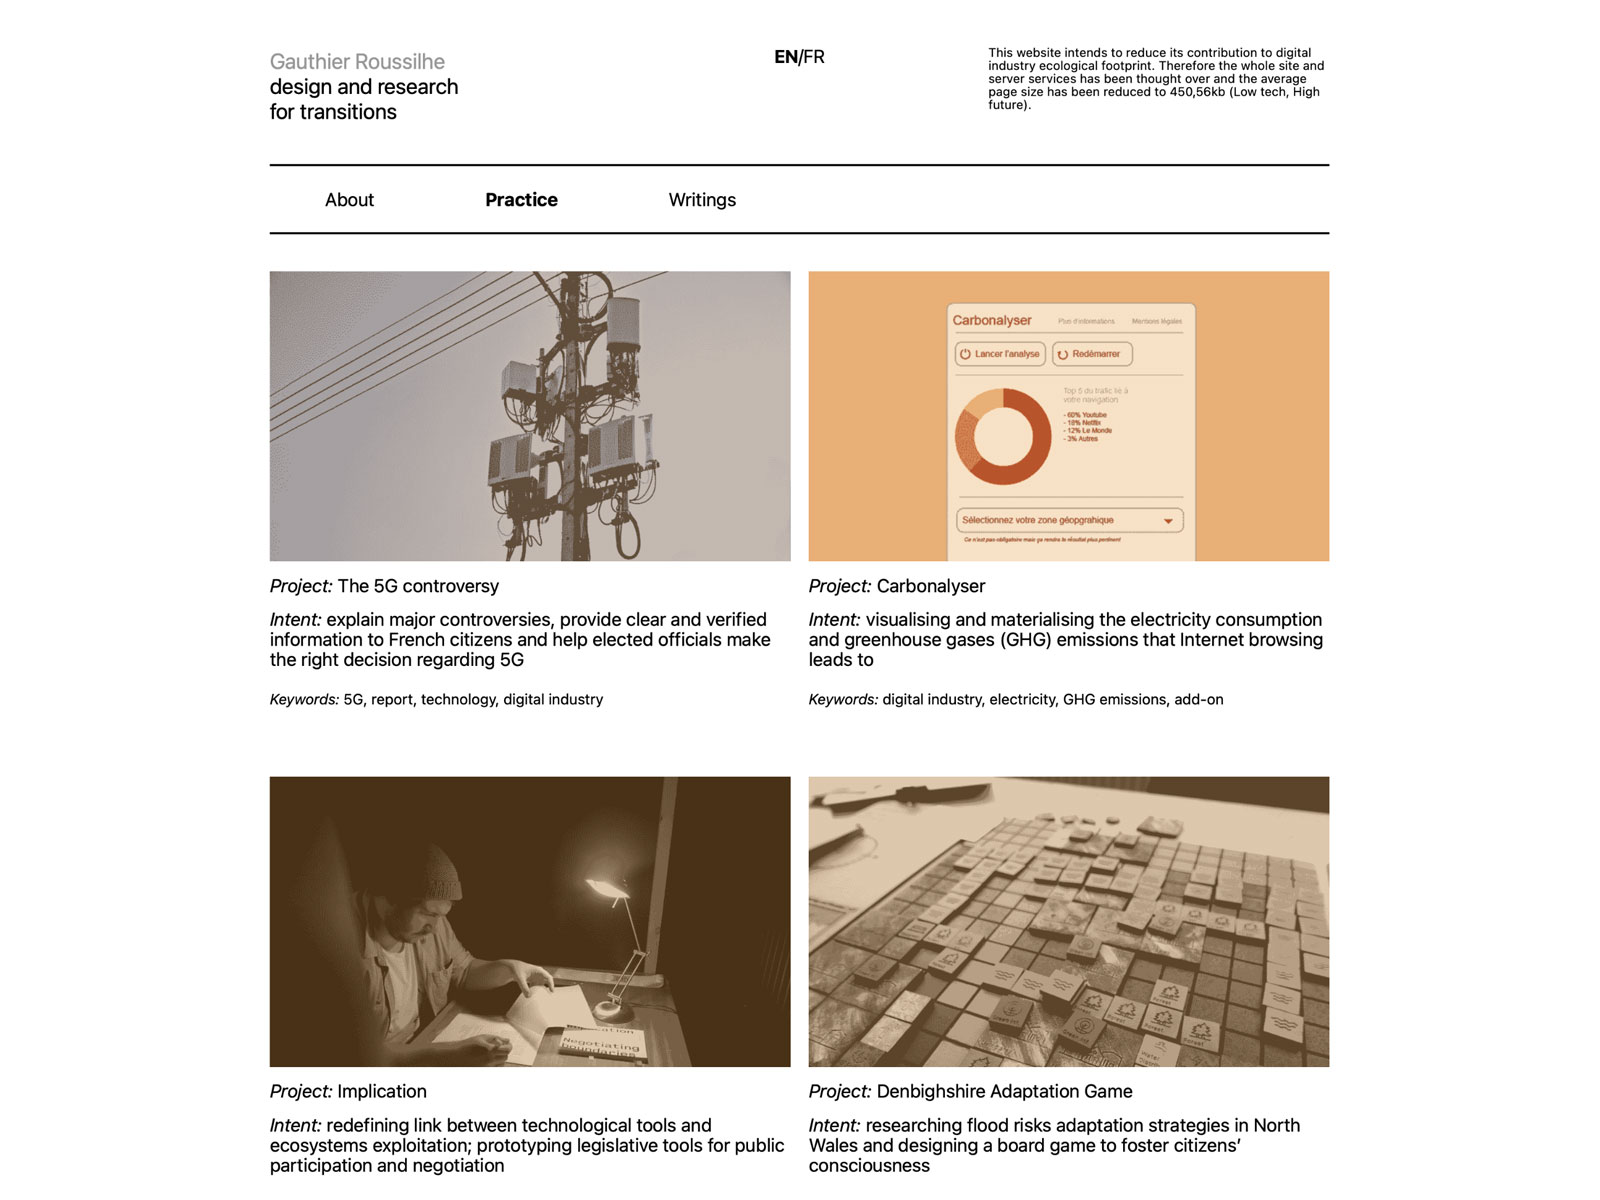 Gauthier Roussilhe
design and research
for transitions
EN/FR
This website intends to reduce its contribution to digital
industry ecological footprint. Therefore the whole site and
server services has been thought over and the average
page size has been reduced to 450,56kb (Low tech, High
future).
About
Practice
Writings
Carbonalyser
Plus d'informations
Mentions légales
Lancer l'analyse
Redémarrer
Top 5 du trafic lié à
votre navigation
- 60% Youtube
- 18% Netflix
- 12% Le Monde
- 3% Autres
Sélectionnez votre zone géopgrahique
Ce n'est pas obligatoire mais ça rendra le résultat plus pertinent
Project: The 5G controversy
Intent: explain major controversies, provide clear and verified
information to French citizens and help elected officials make
the right decision regarding 5G
Keywords: 5G, report, technology, digital industry
Project: Carbonalyser
Intent: visualising and materialising the electricity consumption
and greenhouse gases (GHG) emissions that Internet browsing
leads to
Keywords: digital industry, electricity, GHG emissions, add-on
Negotiating
boundaries
Forest
Forest
Forest
Forest
Project: Implication
Intent: redefining link between technological tools and
ecosystems exploitation; prototyping legislative tools for public
participation and negotiation
Project: Denbighshire Adaptation Game
Intent: researching flood risks adaptation strategies in North
Wales and designing a board game to foster citizens'
consciousness